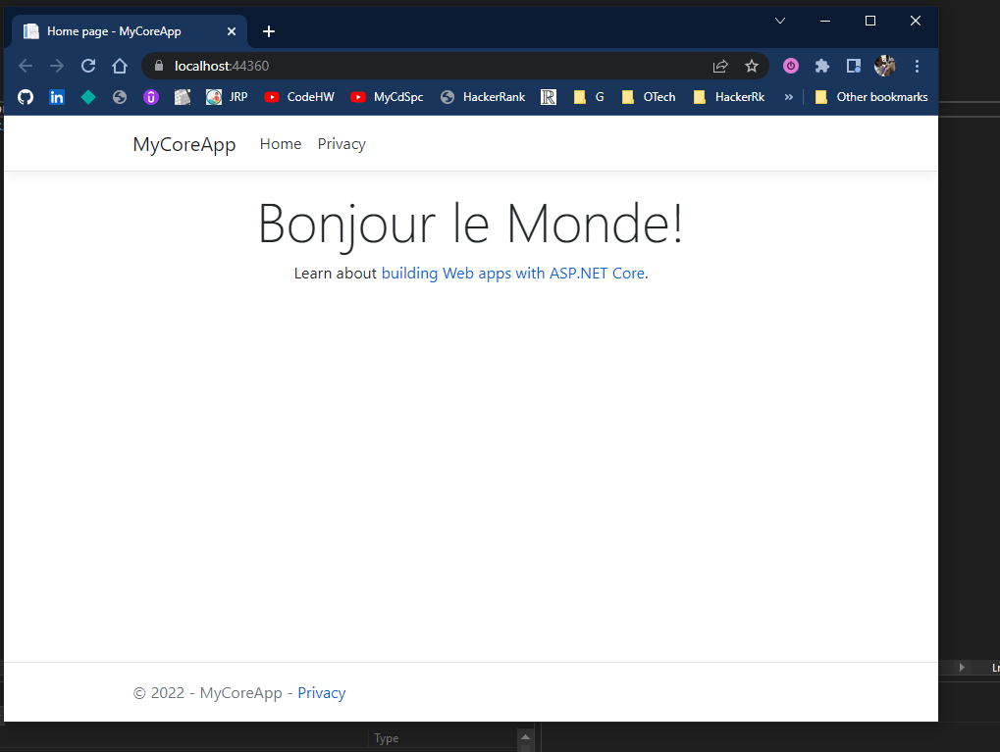 Home page - MyCoreApp
localhost:44360
JRP CodeHW MyCdSpc HackerRank R G OTech HackerRk » Other bookmarks
MyCoreApp Home Privacy
Bonjour le Monde!
Learn about building Web apps with ASP.NET Core.
© 2022 - MyCoreApp - Privacy
Type